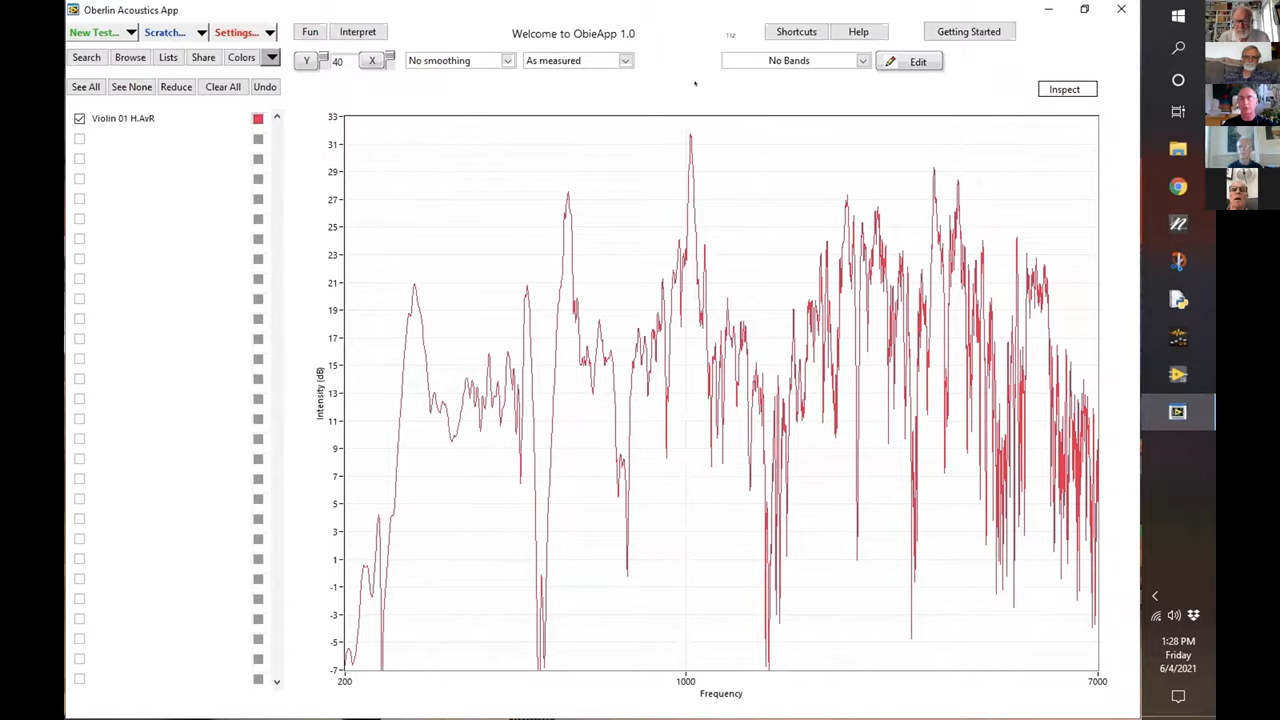 Oberlin Acoustics App
New Test... Scratch... Settings... Fun Interpret Welcome to ObieApp 1.0 112 Shortcuts Help Getting Started
Search Browse Lists Share Colors Y 40 X No smoothing As measured No Bands Edit
See All See None Reduce Clear All Undo Inspect
Violin 01 H.AvR
33
31
29
27
25
23
21
19
17
15
13
11
9
7
5
3
1
-1
-3
-5
-7
Intensity (dB)
200 1000 7000
Frequency
1:28 PM
Friday
6/4/2021